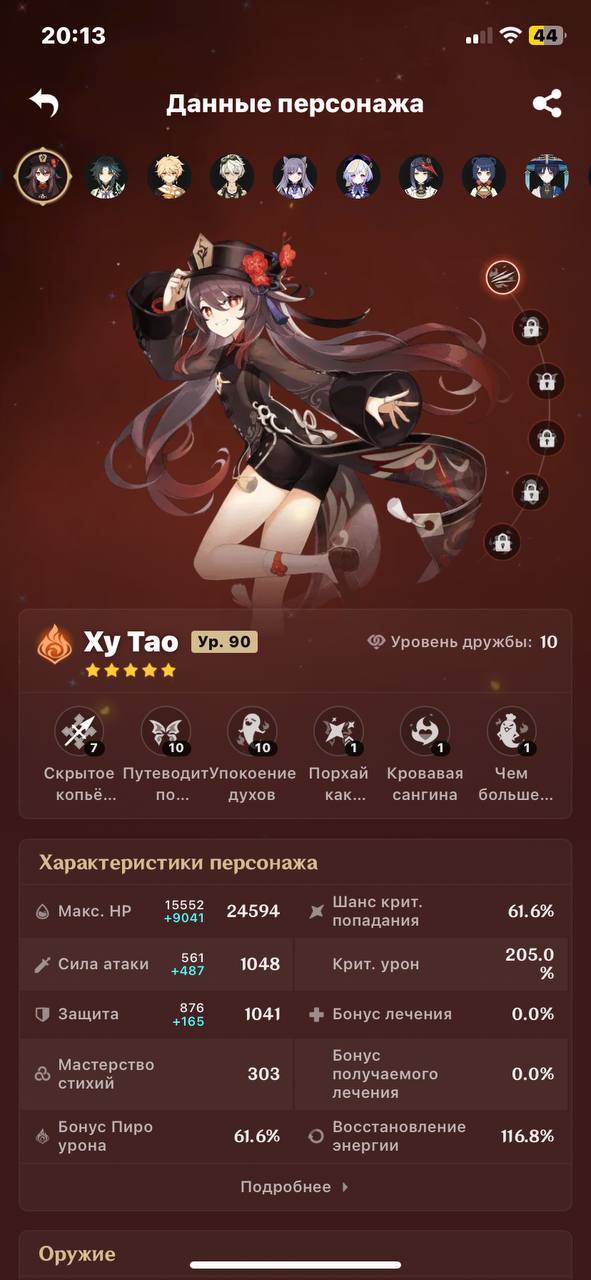 20:13
44
Данные персонажа
Ху Тао
Ур. 90
Уровень дружбы: 10
7
10
10
1
1
1
Скрытое копьё...
Путеводит по...
Упокоение духов
Порхай как...
Кровавая сангина
Чем больше...
Характеристики персонажа
Макс. HP
15552
+9041
24594
Шанс крит. попадания
61.6%
Сила атаки
561
+487
1048
Крит. урон
205.0%
Защита
876
+165
1041
Бонус лечения
0.0%
Мастерство стихий
303
Бонус получаемого лечения
0.0%
Бонус Пиро урона
61.6%
Восстановление энергии
116.8%
Подробнее
Оружие